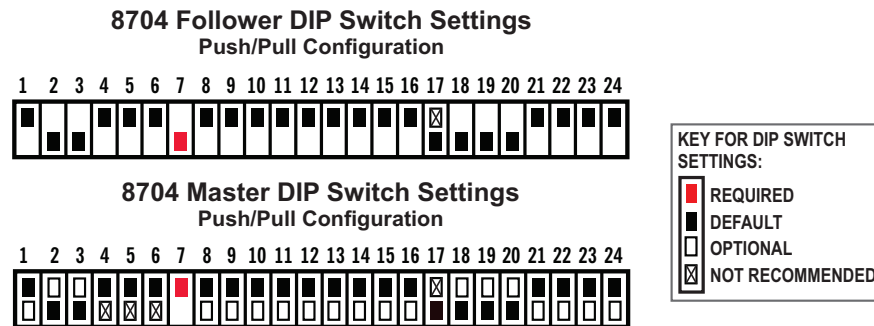 8704 Follower DIP Switch Settings
Push/Pull Configuration
1 2 3 4 5 6 7 8 9 10 11 12 13 14 15 16 17 18 19 20 21 22 23 24
8704 Master DIP Switch Settings
Push/Pull Configuration
1 2 3 4 5 6 7 8 9 10 11 12 13 14 15 16 17 18 19 20 21 22 23 24
KEY FOR DIP SWITCH
SETTINGS:
REQUIRED
DEFAULT
OPTIONAL
NOT RECOMMENDED